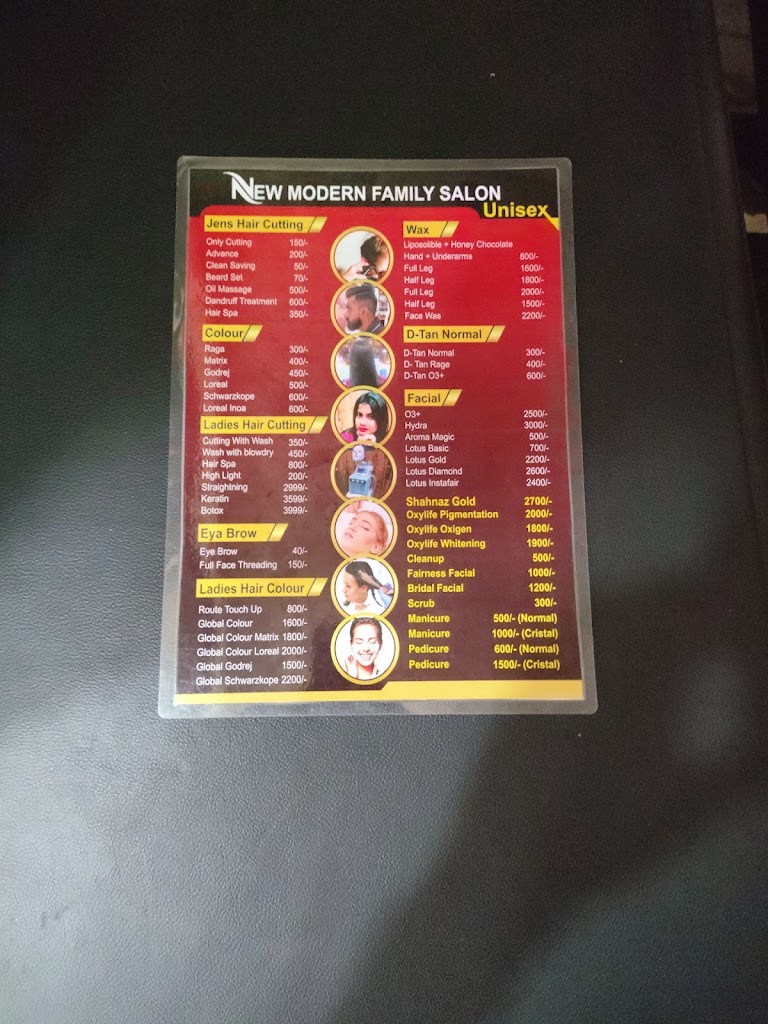 NEW MODERN FAMILY SALON
Unisex
Jens Hair Cutting
Only Cutting 150/-
Advance 200/-
Clean Saving 50/-
Beard Set 70/-
Oil Massage 500/-
Dandruff Treatment 600/-
Hair Spa 350/-
Colour
Raga 300/-
Matrix 400/-
Godrej 450/-
Loreal 500/-
Schwarzkope 600/-
Loreal Inoa 600/-
Ladies Hair Cutting
Cutting With Wash 350/-
Wash with blowdry 450/-
Hair Spa 800/-
High Light 200/-
Straightning 2999/-
Keratin 3599/-
Botox 3999/-
Eya Brow
Eye Brow 40/-
Full Face Threading 150/-
Ladies Hair Colour
Route Touch Up 800/-
Global Colour 1600/-
Global Colour Matrix 1800/-
Global Colour Loreal 2000/-
Global Godrej 1500/-
Global Schwarzkope 2200/-
Wax
Liposolible + Honey Chocolate
Hand + Underarms 800/-
Full Leg 1600/-
Half Leg 1800/-
Full Leg 2000/-
Half Leg 1500/-
Face Was 2200/-
D-Tan Normal
D-Tan Normal 300/-
D- Tan Rage 400/-
D-Tan O3+ 600/-
Facial
O3+ 2500/-
Hydra 3000/-
Aroma Magic 500/-
Lotus Basic 700/-
Lotus Gold 2200/-
Lotus Diamond 2600/-
Lotus Instafair 2400/-
Shahnaz Gold 2700/-
Oxylife Pigmentation 2000/-
Oxylife Oxigen 1800/-
Oxylife Whitening 1900/-
Cleanup 500/-
Fairness Facial 1000/-
Bridal Facial 1200/-
Scrub 300/-
Manicure 500/- (Normal)
Manicure 1000/- (Cristal)
Pedicure 600/- (Normal)
Pedicure 1500/- (Cristal)